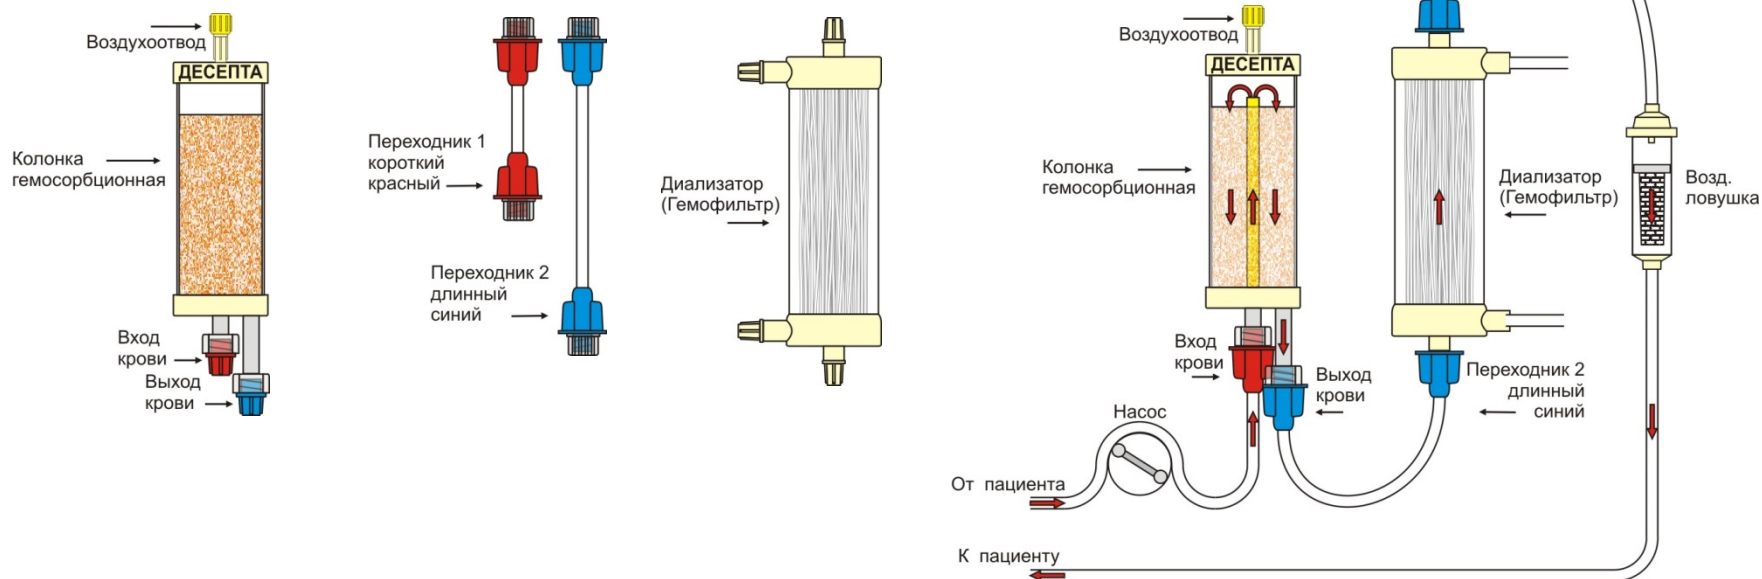 Воздухоотвод
ДЕСЕПТА
Колонка
гемосорбционная
Вход
крови
Выход
крови
Переходник 1
короткий
красный
Переходник 2
длинный
синий
Диализатор
(Гемофильтр)
Воздухоотвод
ДЕСЕПТА
Колонка
гемосорбционная
Диализатор
(Гемофильтр)
Возд.
ловушка
Вход
крови
Выход
крови
Переходник 2
длинный
синий
Насос
От пациента
К пациенту